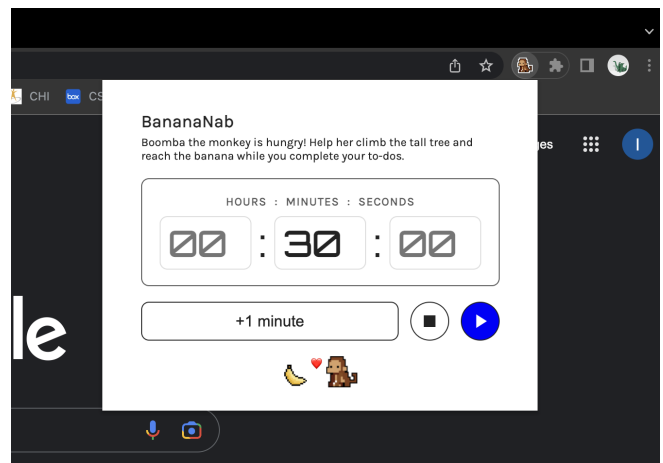 CHI box CS
BananaNab
Boomba the monkey is hungry! Help her climb the tall tree and
reach the banana while you complete your to-dos.
ges
I
HOURS : MINUTES : SECONDS
00 : 30 : 00
+1 minute
le